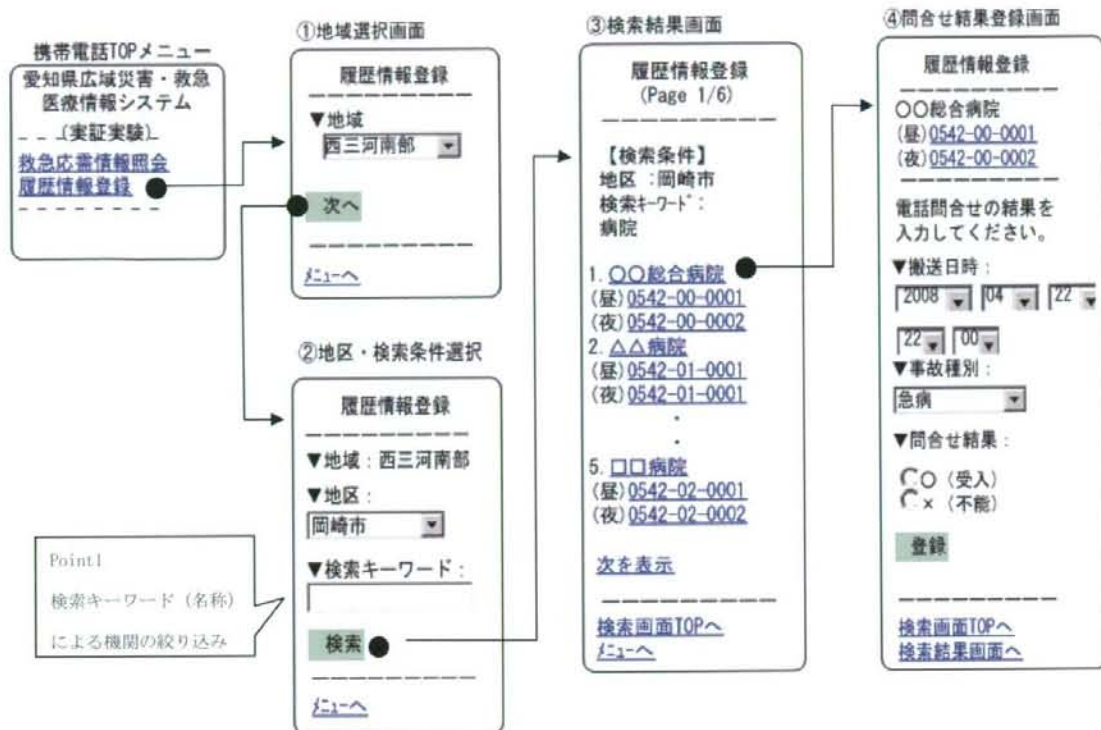 携帯電話TOPメニュー
愛知県広域災害・救急
医療情報システム
(実証実験)
救急応需情報照会
履歴情報登録
①地域選択画面
履歴情報登録
▼地域
西三河南部
次へ
メニューへ
②地区・検索条件選択
履歴情報登録
▼地域:西三河南部
▼地区:
岡崎市
▼検索キーワード:
検索
メニューへ
Point1
検索キーワード(名称)
による機関の絞り込み
③検索結果画面
履歴情報登録
(Page 1/6)
【検索条件】
地区 :岡崎市
検索キーワード:
病院
1. 〇〇総合病院
(昼)0542-00-0001
(夜)0542-00-0002
2. △△病院
(昼)0542-01-0001
(夜)0542-01-0001
・
・
5. 口口病院
(昼)0542-02-0001
(夜)0542-02-0002
次を表示
検索画面TOPへ
メニューへ
④問合せ結果登録画面
履歴情報登録
〇〇総合病院
(昼)0542-00-0001
(夜)0542-00-0002
電話問合せの結果を
入力してください。
▼搬送日時:
2008 04 22
22 00
▼事故種別:
急病
▼問合せ結果:
〇(受入)
×(不能)
登録
検索画面TOPへ
検索結果画面へ